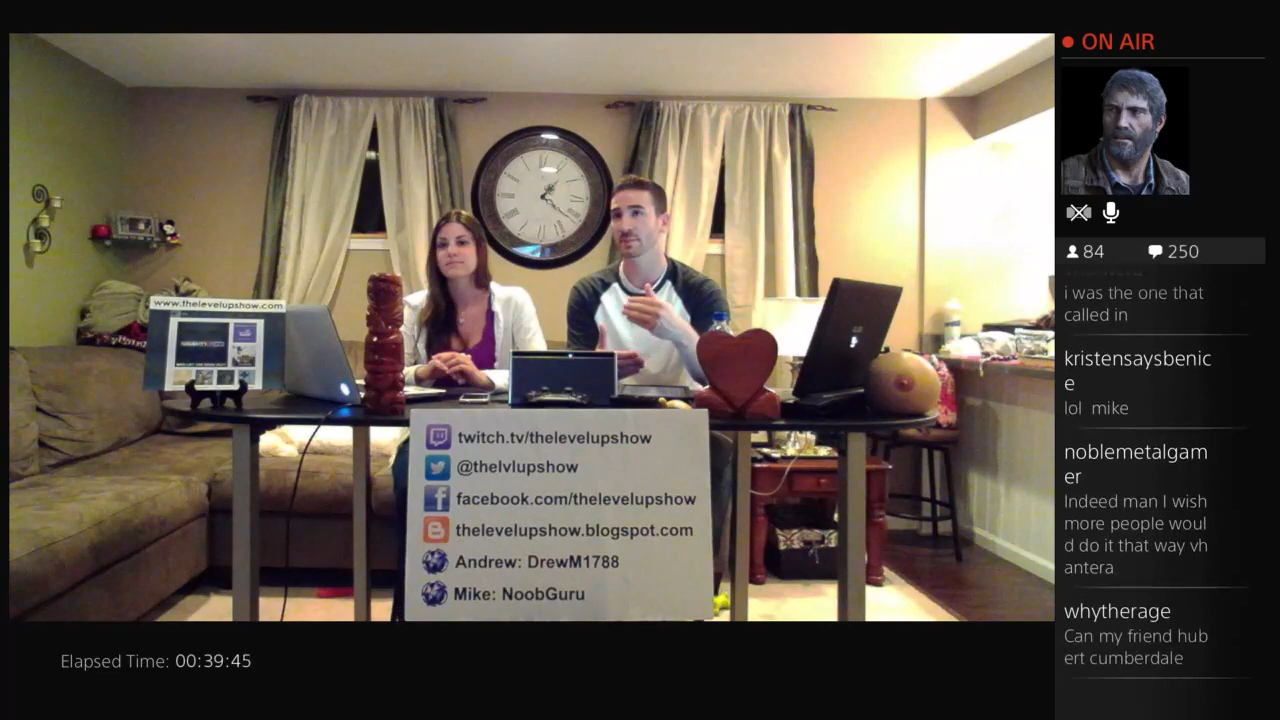 ON AIR
84 250
i was the one that
called in
kristensaysbenic
e
lol mike
noblemetalgam
er
Indeed man I wish
more people woul
d do it that way vh
antera
whytherage
Can my friend hub
ert cumberdale
www.thelevelupshow.com
twitch.tv/thelevelupshow
@thelvlupshow
facebook.com/thelevelupshow
thelevelupshow.blogspot.com
Andrew: DrewM1788
Mike: NoobGuru
Elapsed Time: 00:39:45